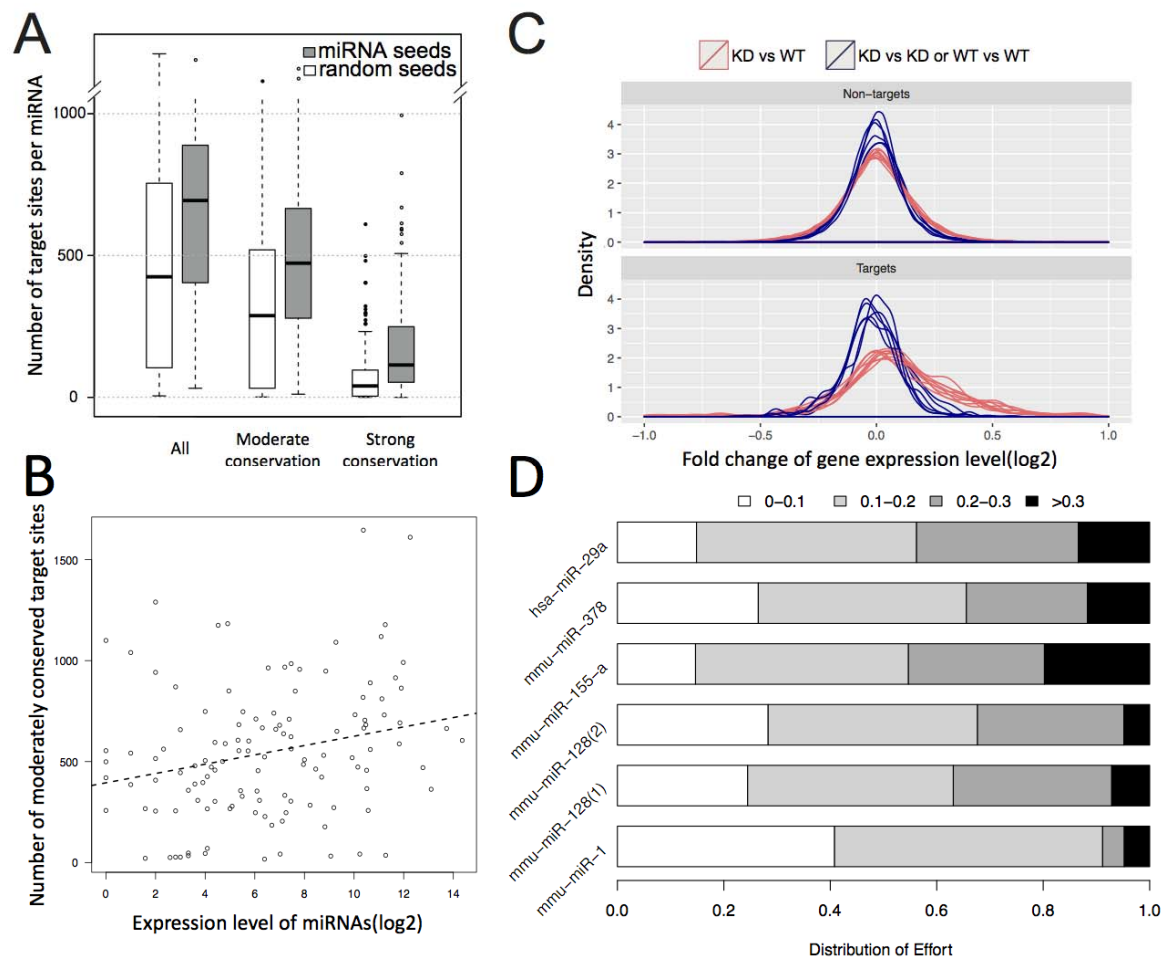 A
miRNA seeds
random seeds
Number of target sites per miRNA
1000
500
0
All
Moderate
conservation
Strong
conservation
B
Number of moderately conserved target sites
1500
1000
500
0
0 2 4 6 8 10 12 14
Expression level of miRNAs(log2)
C
KD vs WT
KD vs KD or WT vs WT
Non-targets
4
3
2
1
0
Density
Targets
4
3
2
1
0
-1.0 -0.5 0.0 0.5 1.0
Fold change of gene expression level(log2)
D
0-0.1 0.1-0.2 0.2-0.3 >0.3
hsa-miR-29a
mmu-miR-378
mmu-miR-155-a
mmu-miR-128(2)
mmu-miR-128(1)
mmu-miR-1
0.0 0.2 0.4 0.6 0.8 1.0
Distribution of Effort